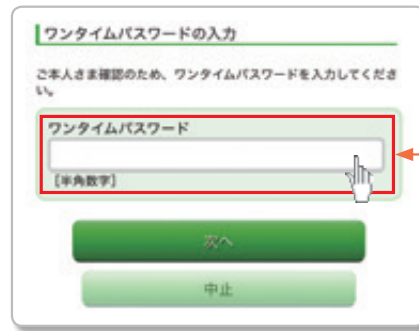 ワンタイムパスワードの入力
ご本人さま確認のため、ワンタイムパスワードを入力してくださ
い。
ワンタイムパスワード
[半角数字]
次へ
中止